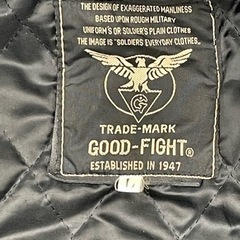 THE DESIGN OF EXAGGERATED MANLINESS
BASED UPON ROUGH MILITARY
UNIFORM'S OR SOLDIER'S PLAIN CLOTHES.
THE IMAGE IS "SOLDIERS EVERYDAY CLOTHES."
TRADE-MARK
GOOD-FIGHT®
ESTABLISHED IN 1947